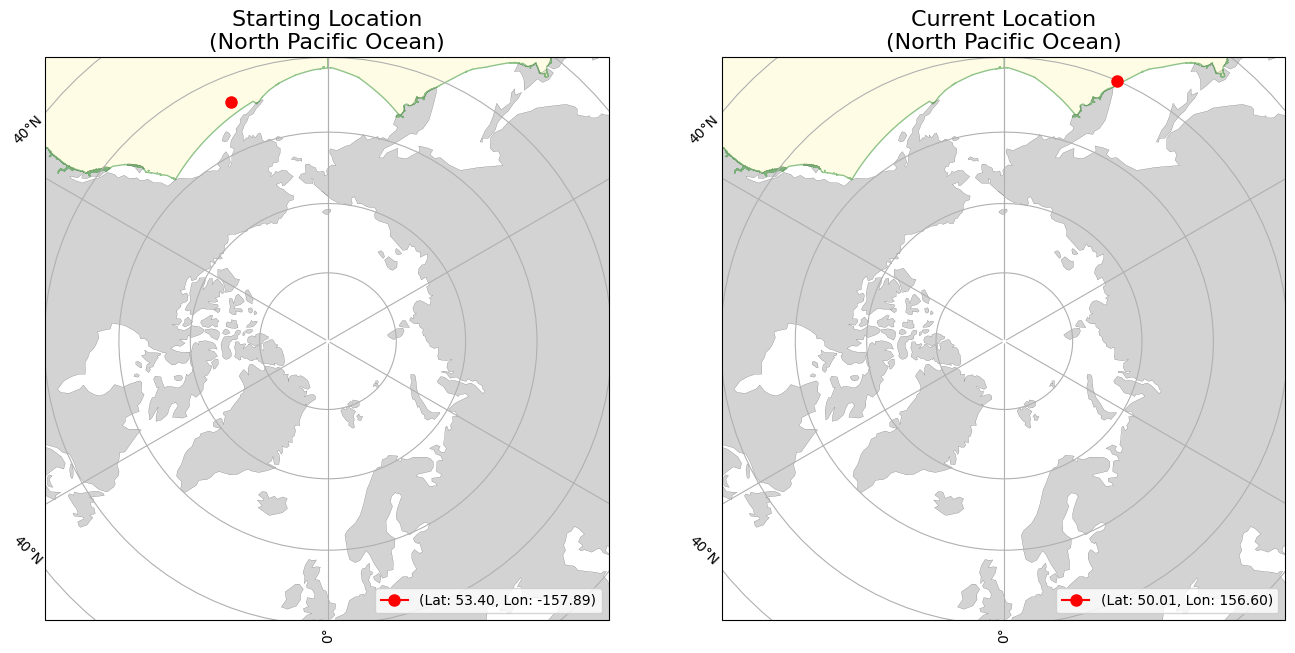 Starting Location
(North Pacific Ocean)
40°N
40°N
0°
(Lat: 53.40, Lon: -157.89)
Current Location
(North Pacific Ocean)
40°N
40°N
0°
(Lat: 50.01, Lon: 156.60)